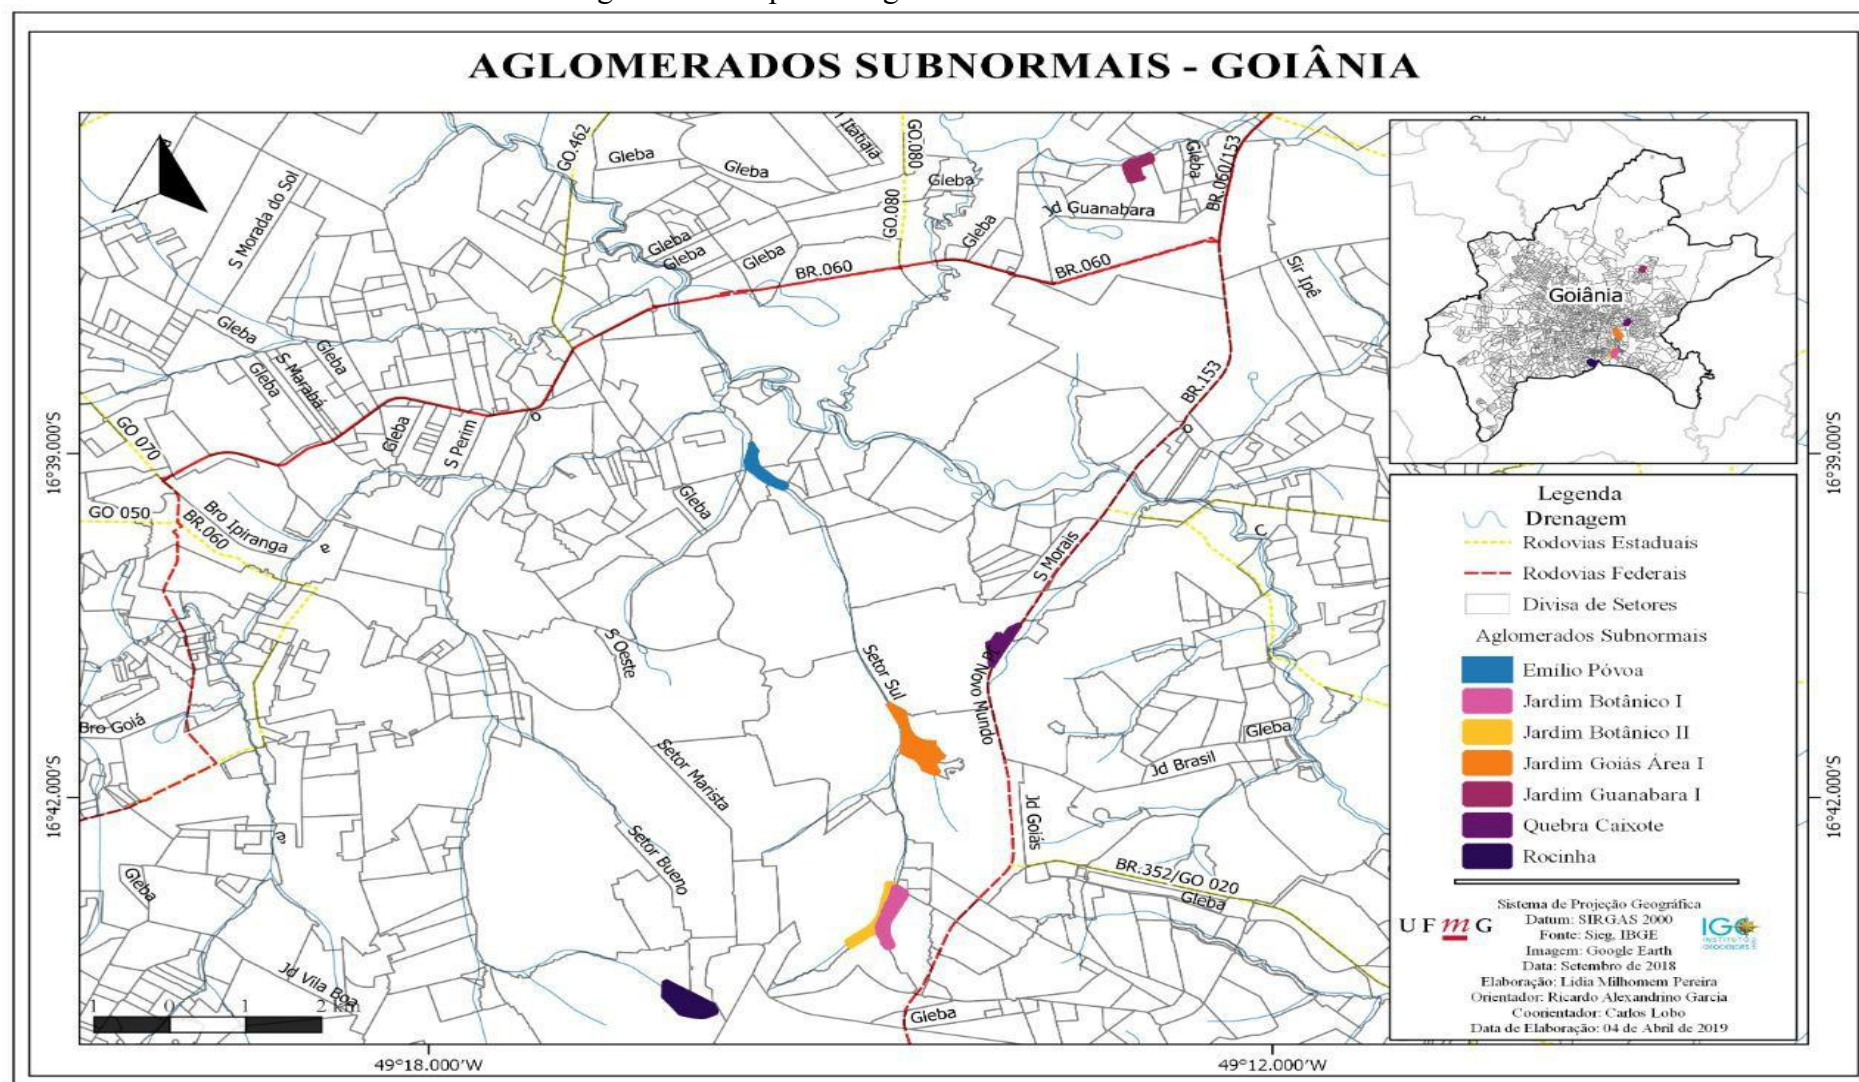 AGLOMERADOS SUBNORMAIS - GOIÂNIA
GO.462
Gleba
Gleba
Itatiaia
GO.080
GO.080
Gleba
Gleba
BR.060/153
Jd Guanabara
Gleba
S Morada do Sol
Gleba
Gleba
Gleba
BR.060
BR.060
Sir Ipê
Goiânia
Gleba
Gleba
S Marabá
Gleba
BR.153
GO 070
Gleba
S Perim
16°39.000'S
16°39.000'S
GO 050
BR.060
Bro Ipiranga
Gleba
S Morais
C
S Oeste
Setor Sul
Novo Mundo
Bro Goiá
Setor Marista
Gleba
Jd Brasil
16°42.000'S
16°42.000'S
Jd Goiás
Setor Bueno
BR.352/GO 020
Gleba
Gleba
Jd Vila Boa
Gleba
1 0 1 2 km
49°18.000'W
49°12.000'W
Legenda
Drenagem
Rodovias Estaduais
Rodovias Federais
Divisa de Setores
Aglomerados Subnormais
Emílio Póvoa
Jardim Botânico I
Jardim Botânico II
Jardim Goiás Área I
Jardim Guanabara I
Quebra Caixote
Rocinha
UFmG
IGC
INSTITUTO
GEOCIÊNCIAS
Sistema de Projeção Geográfica
Datum: SIRGAS 2000
Fonte: Sieg, IBGE
Imagem: Google Earth
Data: Setembro de 2018
Elaboração: Lídia Milhomem Pereira
Orientador: Ricardo Alexandrino Garcia
Coorientador: Carlos Lobo
Data de Elaboração: 04 de Abril de 2019